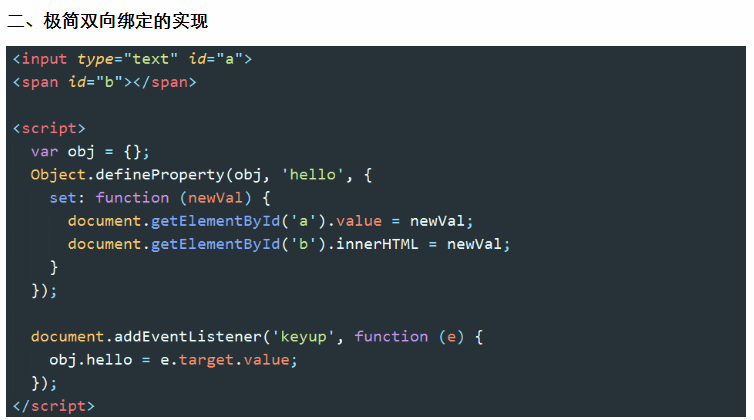 二、极简双向绑定的实现
<input type="text" id="a">
<span id="b"></span>
<script>
var obj = {};
Object.defineProperty(obj, 'hello', {
set: function (newVal) {
document.getElementById('a').value = newVal;
document.getElementById('b').innerHTML = newVal;
}
});
document.addEventListener('keyup', function (e) {
obj.hello = e.target.value;
});
</script>